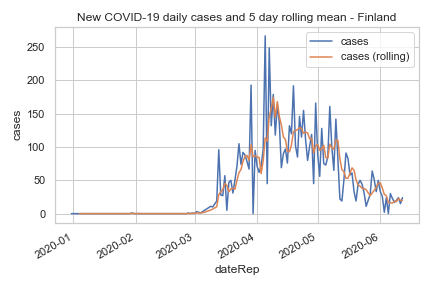 New COVID-19 daily cases and 5 day rolling mean - Finland
cases
cases (rolling)
250
200
150
100
50
0
cases
2020-01
2020-02
2020-03
2020-04
2020-05
2020-06
dateRep